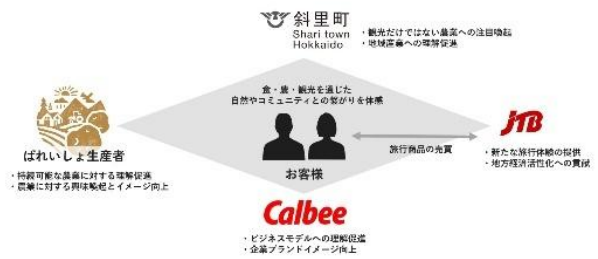 斜里町
Shari town
Hokkaido
・観光だけではない農業への注目喚起
・地域産業への理解促進
食・農・観光を通じた
自然やコミュニティとの繋がりを体感
ばれいしょ生産者
・持続可能な農業に対する理解促進
・農業に対する興味喚起とイメージ向上
お客様
旅行商品の売買
JTB
・新たな旅行体験の提供
・地方経済活性化への貢献
Calbee
・ビジネスモデルへの理解促進
・企業ブランドイメージ向上